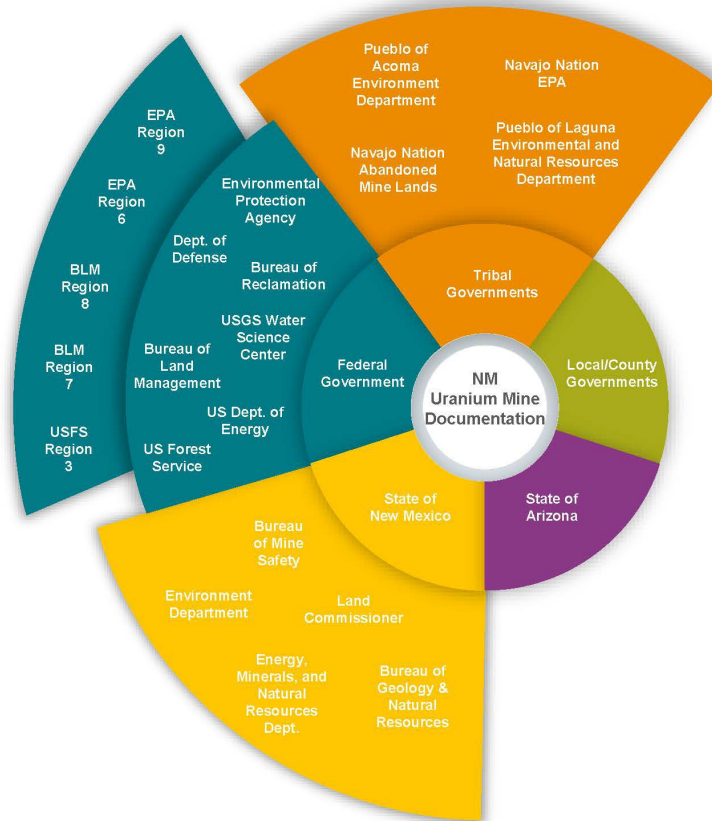 Pueblo of
Acoma
Environment
Department
Navajo Nation
EPA
Navajo Nation
Abandoned
Mine Lands
Pueblo of Laguna
Environmental and
Natural Resources
Department
Tribal
Governments
EPA
Region
9
EPA
Region
6
BLM
Region
8
BLM
Region
7
USFS
Region
3
Environmental
Protection
Agency
Dept. of
Defense
Bureau of
Reclamation
USGS Water
Science
Center
Bureau of
Land
Management
US Dept. of
Energy
US Forest
Service
Federal
Government
NM
Uranium Mine
Documentation
Local/County
Governments
State of
New Mexico
State of
Arizona
Bureau
of Mine
Safety
Environment
Department
Land
Commissioner
Energy,
Minerals, and
Natural
Resources
Dept.
Bureau of
Geology &
Natural
Resources